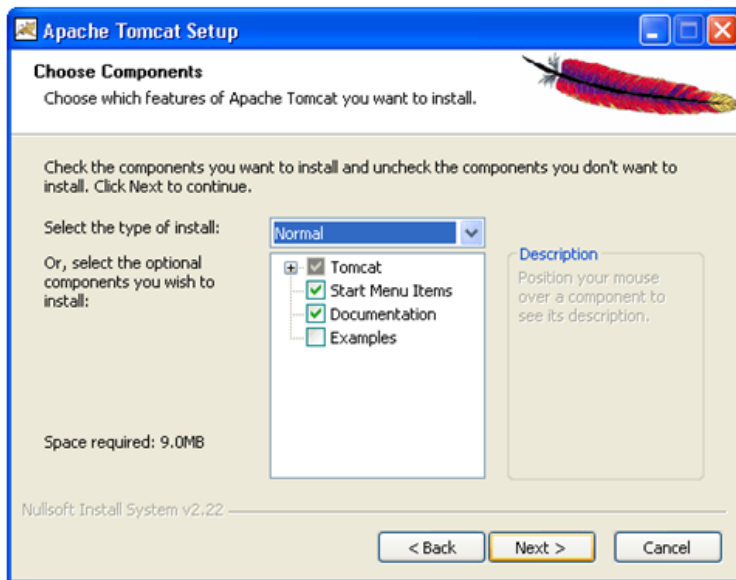 Apache Tomcat Setup
Choose Components
Choose which features of Apache Tomcat you want to install.
Check the components you want to install and uncheck the components you don't want to
install. Click Next to continue.
Select the type of install:
Normal
Or, select the optional
components you wish to
install:
Tomcat
Start Menu Items
Documentation
Examples
Description
Position your mouse
over a component to
see its description.
Space required: 9.0MB
Nullsoft Install System v2.22
< Back
Next >
Cancel